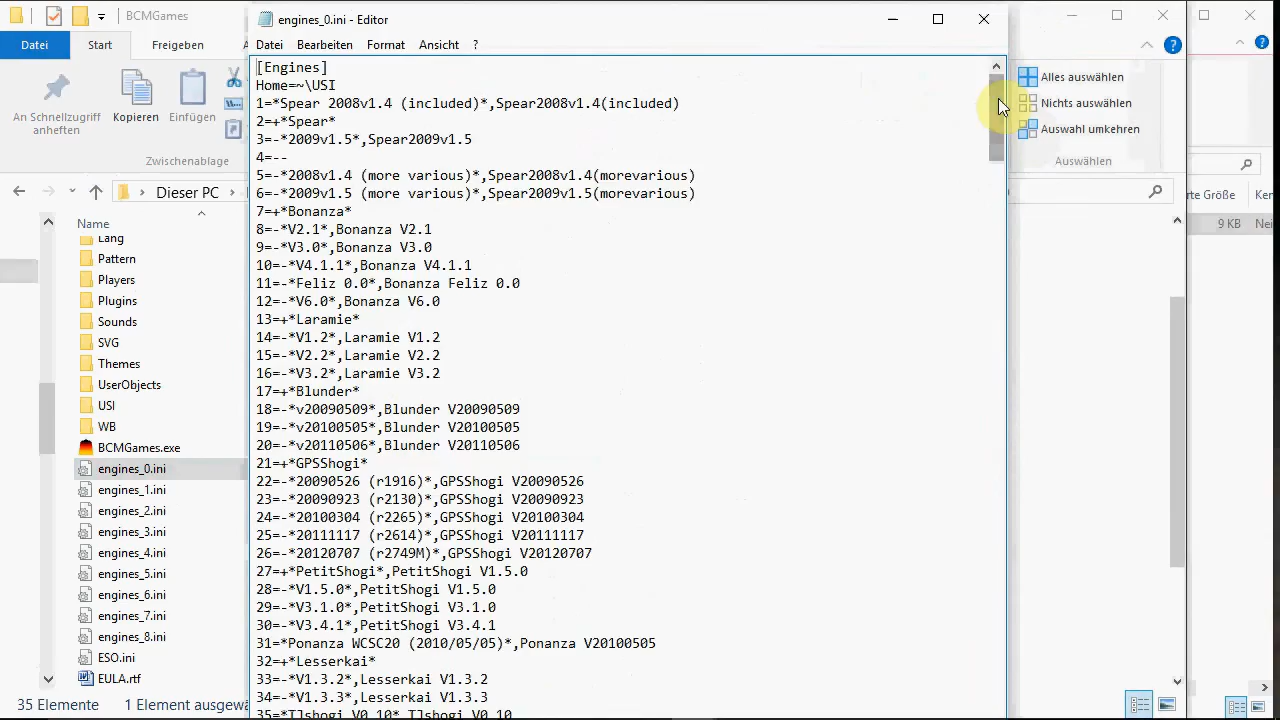 BCMGames
engines_0.ini - Editor
Datei
Start
Freigeben
Datei
Bearbeiten
Format
Ansicht
?
An Schnellzugriff
anheften
Kopieren
Einfügen
Zwischenablage
Alles auswählen
Nichts auswählen
Auswahl umkehren
Auswählen
Dieser PC
rte Größe
9 KB
Name
Lang
Pattern
Players
Plugins
Sounds
SVG
Themes
UserObjects
USI
WB
BCMGames.exe
engines_0.ini
engines_1.ini
engines_2.ini
engines_3.ini
engines_4.ini
engines_5.ini
engines_6.ini
engines_7.ini
engines_8.ini
ESO.ini
EULA.rtf
35 Elemente
1 Element ausgewä
[Engines]
Home=~\USI
1=*Spear 2008v1.4 (included)*,Spear2008v1.4(included)
2=+*Spear*
3=-*2009v1.5*,Spear2009v1.5
4=--
5=-*2008v1.4 (more various)*,Spear2008v1.4(morevarious)
6=-*2009v1.5 (more various)*,Spear2009v1.5(morevarious)
7=+*Bonanza*
8=-*V2.1*,Bonanza V2.1
9=-*V3.0*,Bonanza V3.0
10=-*V4.1.1*,Bonanza V4.1.1
11=-*Feliz 0.0*,Bonanza Feliz 0.0
12=-*V6.0*,Bonanza V6.0
13=+*Laramie*
14=-*V1.2*,Laramie V1.2
15=-*V2.2*,Laramie V2.2
16=-*V3.2*,Laramie V3.2
17=+*Blunder*
18=-*v20090509*,Blunder V20090509
19=-*v20100505*,Blunder V20100505
20=-*v20110506*,Blunder V20110506
21=+*GPSShogi*
22=-*20090526 (r1916)*,GPSShogi V20090526
23=-*20090923 (r2130)*,GPSShogi V20090923
24=-*20100304 (r2265)*,GPSShogi V20100304
25=-*20111117 (r2614)*,GPSShogi V20111117
26=-*20120707 (r2749M)*,GPSShogi V20120707
27=+*PetitShogi*,PetitShogi V1.5.0
28=-*V1.5.0*,PetitShogi V1.5.0
29=-*V3.1.0*,PetitShogi V3.1.0
30=-*V3.4.1*,PetitShogi V3.4.1
31=*Ponanza WCSC20 (2010/05/05)*,Ponanza V20100505
32=+*Lesserkai*
33=-*V1.3.2*,Lesserkai V1.3.2
34=-*V1.3.3*,Lesserkai V1.3.3
35=*TJshogi V0.10*,TJshogi V0.10